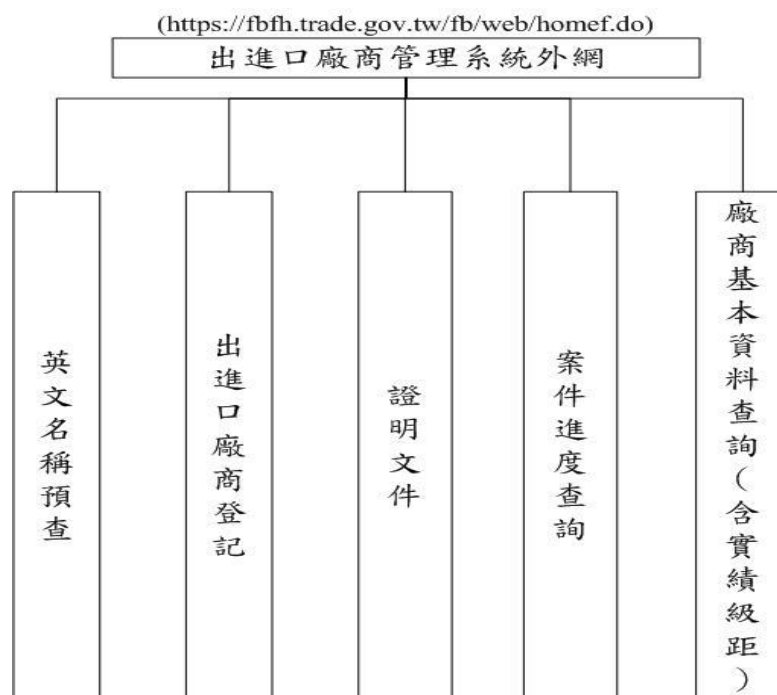 (https://fbfh.trade.gov.tw/fb/web/homef.do)
出進口廠商管理系統外網
英文名稱預查
出進口廠商登記
證明文件
案件進度查詢
廠商基本資料查詢(含實績級距)